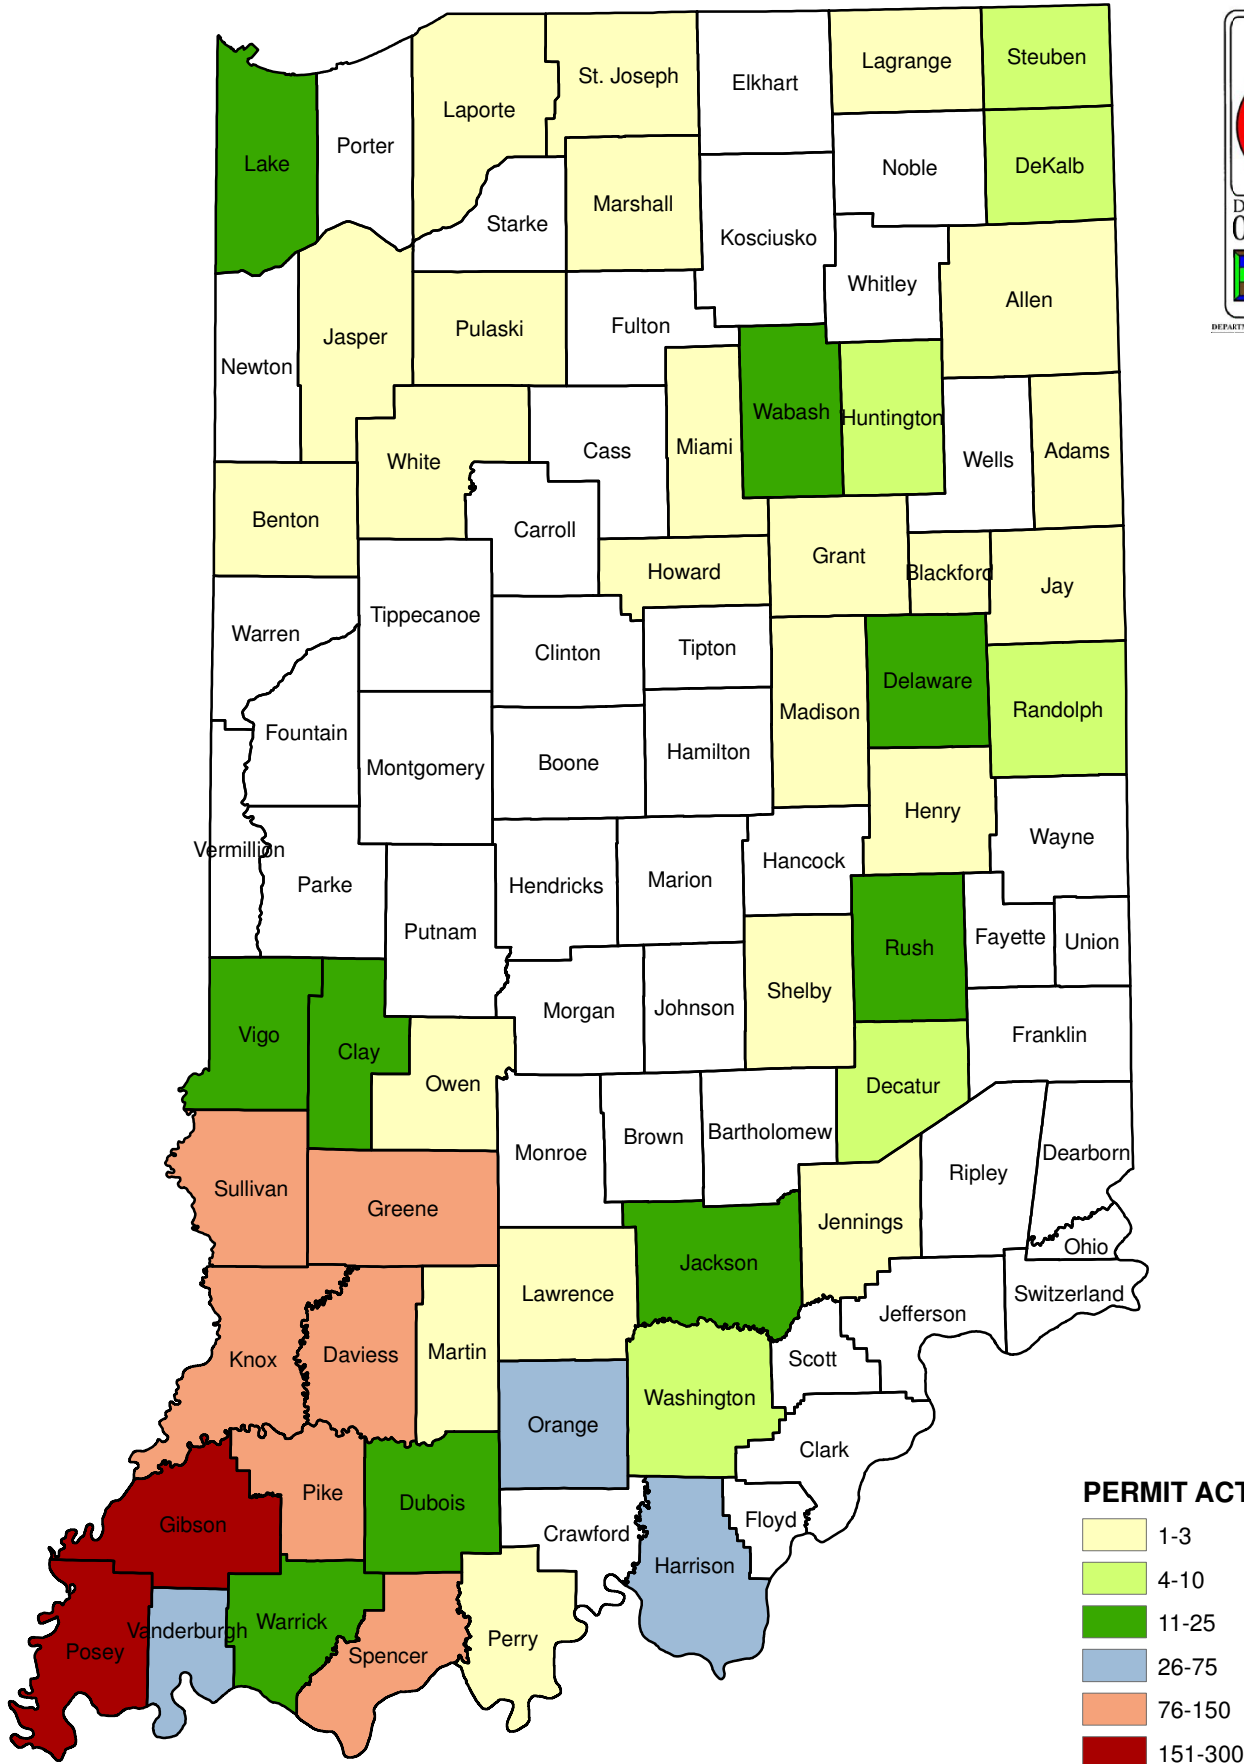 Steuben
Lagrange
St. Joseph
Elkhart
Laporte
Porter
Lake
DeKalb
Noble
Marshall
Starke
Kosciusko
Whitley
Allen
Fulton
Pulaski
Jasper
Newton
Wabash
Huntington
Miami
Cass
White
Wells
Adams
Benton
Carroll
Grant
Howard
Blackford
Jay
Tippecanoe
Warren
Clinton
Tipton
Delaware
Madison
Randolph
Fountain
Montgomery
Boone
Hamilton
Henry
Wayne
Vermillion
Parke
Hendricks
Marion
Hancock
Putnam
Rush
Fayette
Union
Shelby
Morgan
Johnson
Franklin
Vigo
Clay
Owen
Decatur
Monroe
Brown
Bartholomew
Dearborn
Ripley
Sullivan
Greene
Jennings
Ohio
Jackson
Lawrence
Switzerland
Jefferson
Knox
Daviess
Martin
Scott
Washington
Orange
Clark
Pike
Dubois
Gibson
Crawford
Floyd
Harrison
Vanderburgh
Warrick
Posey
Spencer
Perry
D
DEPART
PERMIT ACT
1-3
4-10
11-25
26-75
76-150
151-300